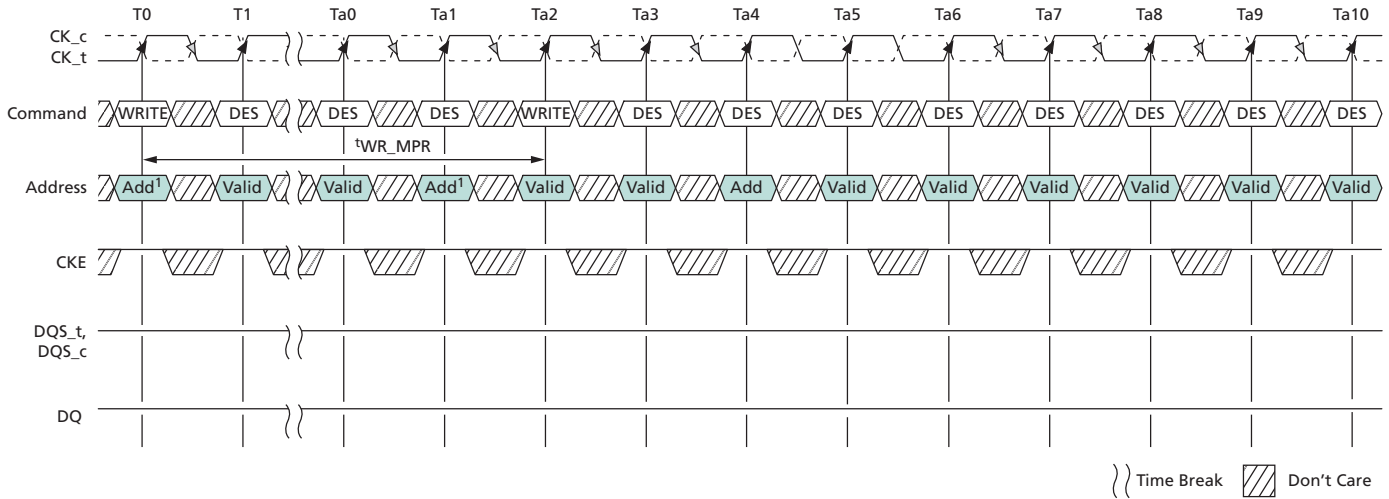 T0 T1 Ta0 Ta1 Ta2 Ta3 Ta4 Ta5 Ta6 Ta7 Ta8 Ta9 Ta10
CK_c
CK_t
Command WRITE DES DES DES WRITE DES DES DES DES DES DES DES DES
tWR_MPR
Address Add1 Valid Valid Add1 Valid Valid Add Valid Valid Valid Valid Valid Valid
CKE
DQS_t,
DQS_c
DQ
Time Break Don't Care